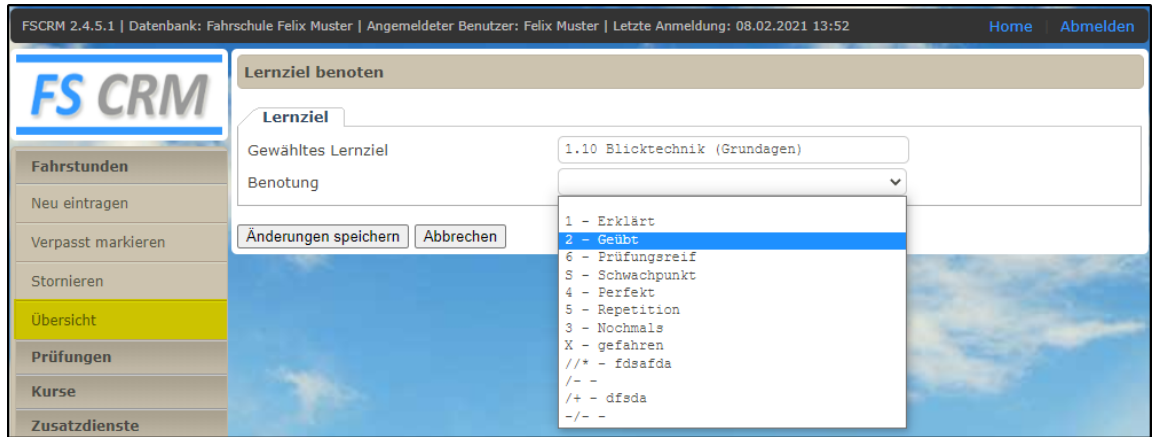 FSCRM 2.4.5.1 | Datenbank: Fahrschule Felix Muster | Angemeldeter Benutzer: Felix Muster | Letzte Anmeldung: 08.02.2021 13:52 Home | Abmelden
FS CRM
Fahrstunden
Neu eintragen
Verpasst markieren
Stornieren
Übersicht
Prüfungen
Kurse
Zusatzdienste
Lernziel benoten
Lernziel
Gewähltes Lernziel 1.10 Blicktechnik (Grundagen)
Benotung
1 - Erklärt
2 - Geübt
6 - Prüfungsreif
S - Schwachpunkt
4 - Perfekt
5 - Repetition
3 - Nochmals
X - gefahren
//* - fdsafda
/- -
/+ - dfsda
-/- -
Änderungen speichern Abbrechen